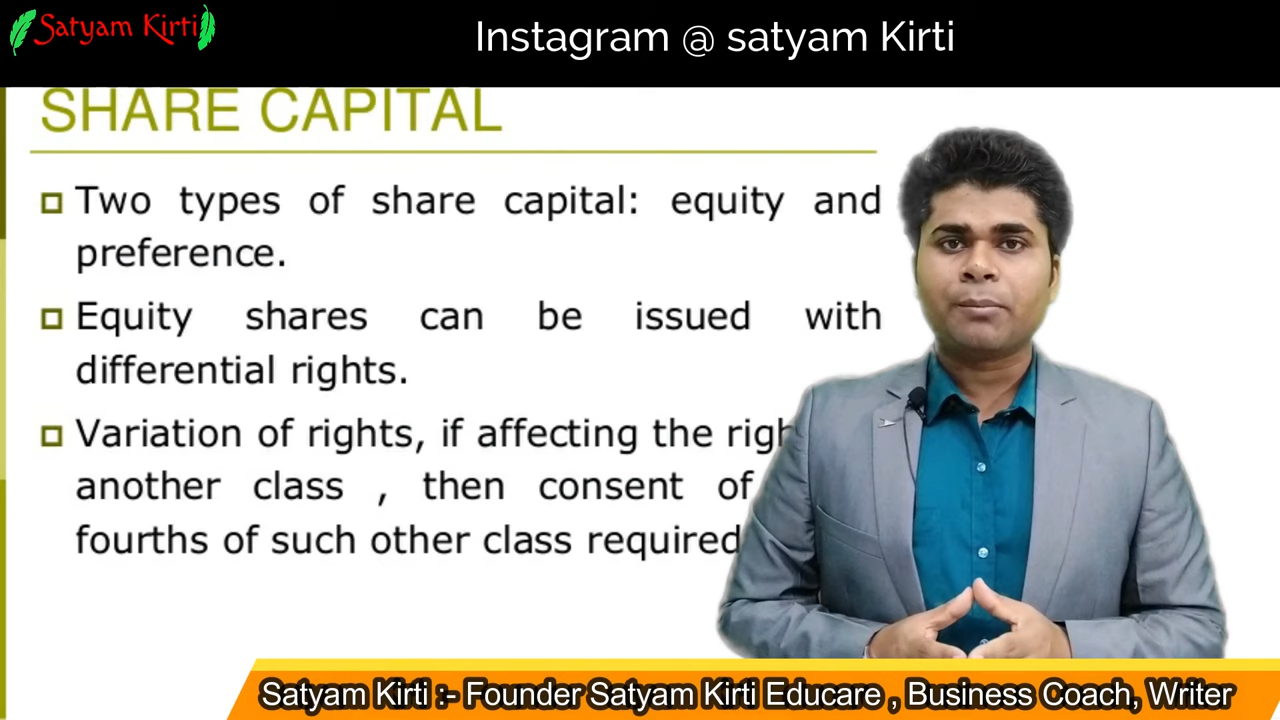 Satyam Kirti
Instagram @ satyam Kirti
SHARE CAPITAL
Two types of share capital: equity and
preference.
Equity shares can be issued with
differential rights.
Variation of rights, if affecting the
another class , then consent of
fourths of such other class required
Satyam Kirti :- Founder Satyam Kirti Educare , Business Coach, Writer